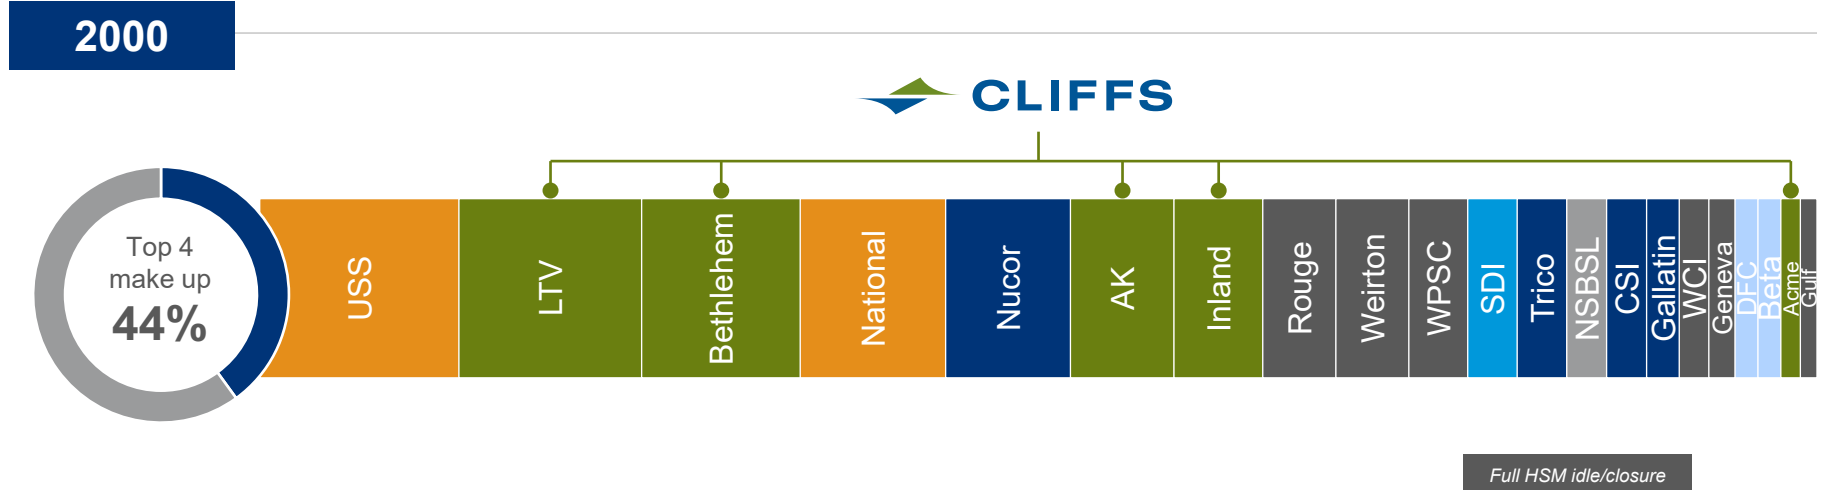 2000
CLIFFS
Top 4
make up
44%
USS
LTV
Bethlehem
National
Nucor
AK
Inland
Rouge
Weirton
WPSC
SDI
Trico
NSBSL
CSI
Gallatin
WCI
Geneva
DFC
Beta
Acme
Gulf
Full HSM idle/closure